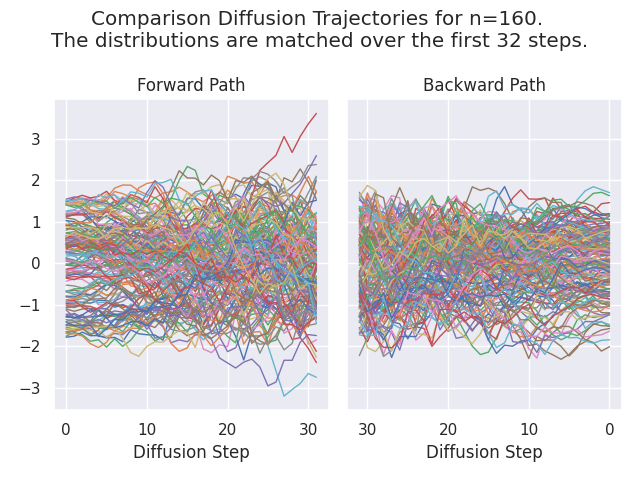 Comparison Diffusion Trajectories for n=160.
The distributions are matched over the first 32 steps.
Forward Path
Backward Path
3
2
1
0
−1
−2
−3
0 10 20 30
30 20 10 0
Diffusion Step
Diffusion Step